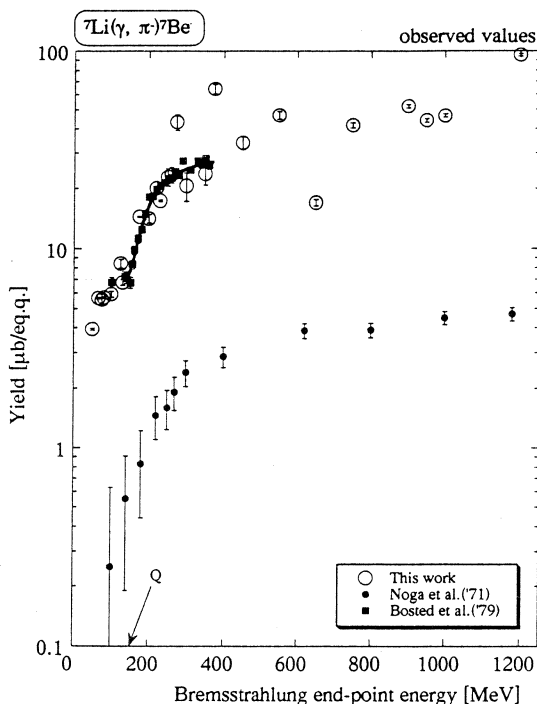 ⁷Li(γ, π⁻)⁷Be
observed values
100
10
1
0.1
Yield [μb/eq.q.]
Q
This work
Noga et al.('71)
Bosted et al.('79)
0 200 400 600 800 1000 1200
Bremsstrahlung end-point energy [MeV]